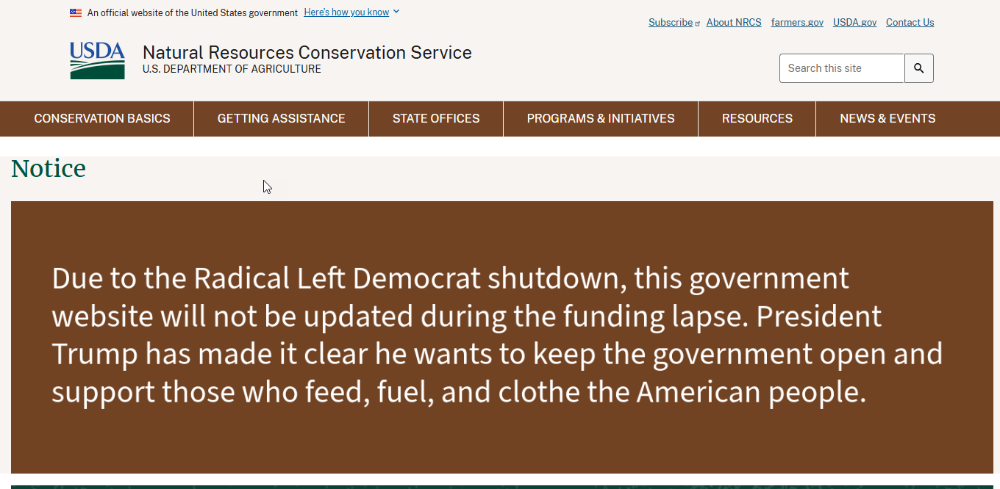 An official website of the United States government Here's how you know
Subscribe About NRCS farmers.gov USDA.gov Contact Us
USDA
Natural Resources Conservation Service
U.S. DEPARTMENT OF AGRICULTURE
Search this site
CONSERVATION BASICS GETTING ASSISTANCE STATE OFFICES PROGRAMS & INITIATIVES RESOURCES NEWS & EVENTS
Notice
Due to the Radical Left Democrat shutdown, this government
website will not be updated during the funding lapse. President
Trump has made it clear he wants to keep the government open and
support those who feed, fuel, and clothe the American people.